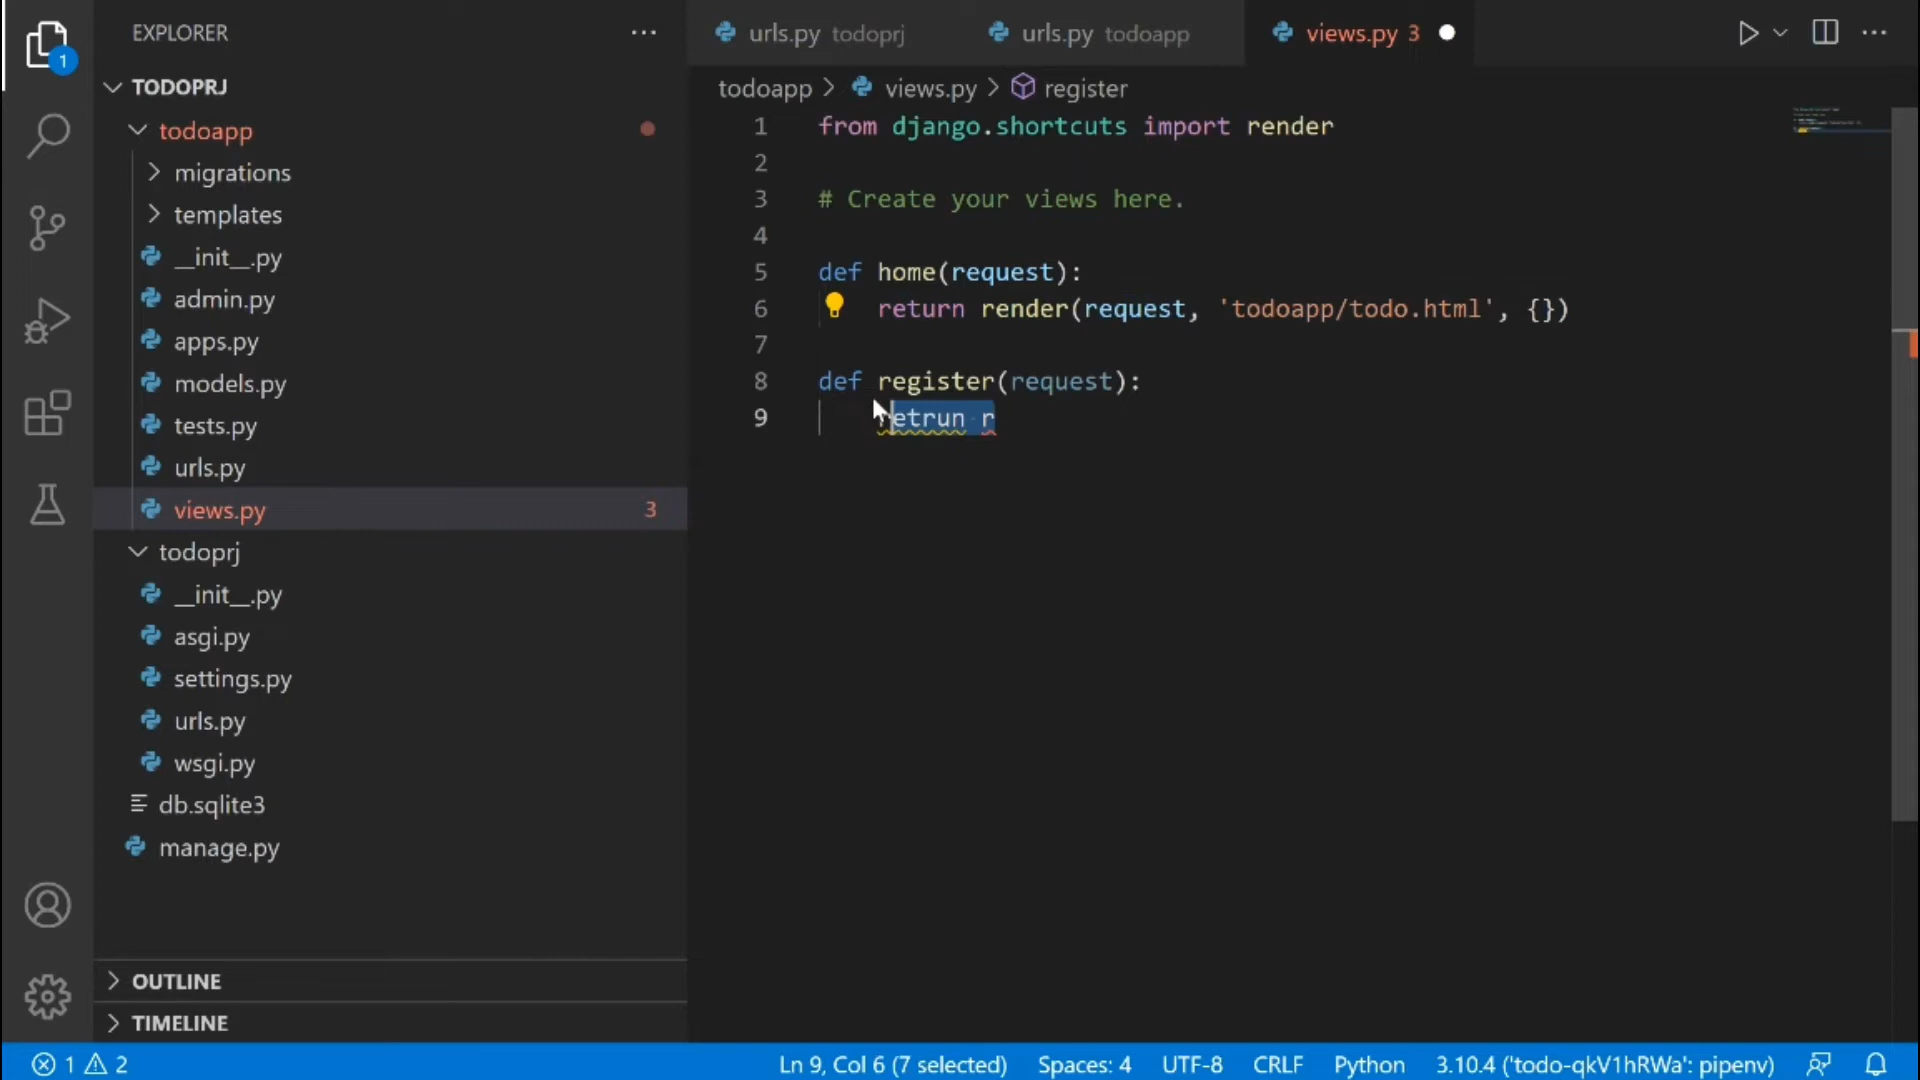 EXPLORER
TODOPRJ
todoapp
migrations
templates
__init__.py
admin.py
apps.py
models.py
tests.py
urls.py
views.py 3
todoprj
__init__.py
asgi.py
settings.py
urls.py
wsgi.py
db.sqlite3
manage.py
OUTLINE
TIMELINE
1
urls.py todoprj
urls.py todoapp
views.py 3
todoapp > views.py > register
1 from django.shortcuts import render
2
3 # Create your views here.
4
5 def home(request):
6 return render(request, 'todoapp/todo.html', {})
7
8 def register(request):
9 retrun r
1 2
Ln 9, Col 6 (7 selected)
Spaces: 4
UTF-8
CRLF
Python
3.10.4 ('todo-qkV1hRWa': pipenv)